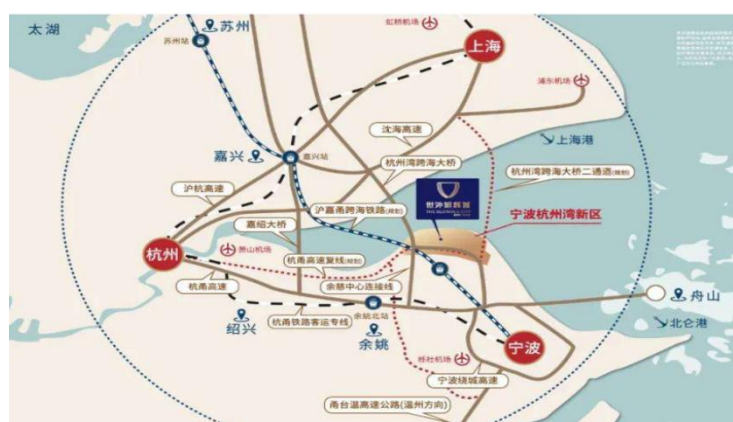 太湖
苏州
苏州站
虹桥机场
上海
浦东机场
沈海高速
上海港
嘉兴
嘉兴站
杭州湾跨海大桥
杭州湾跨海大桥二通道(规划)
沪杭高速
沪嘉甬跨海铁路(规划)
嘉绍大桥
宁波杭州湾新区
杭州
萧山机场
杭甬高速复线(规划)
杭甬高速
余慈中心连接线
舟山
绍兴
余姚北站
北仑港
杭甬铁路客运专线
余姚
栎社机场
宁波
宁波绕城高速
甬台温高速公路(温州方向)